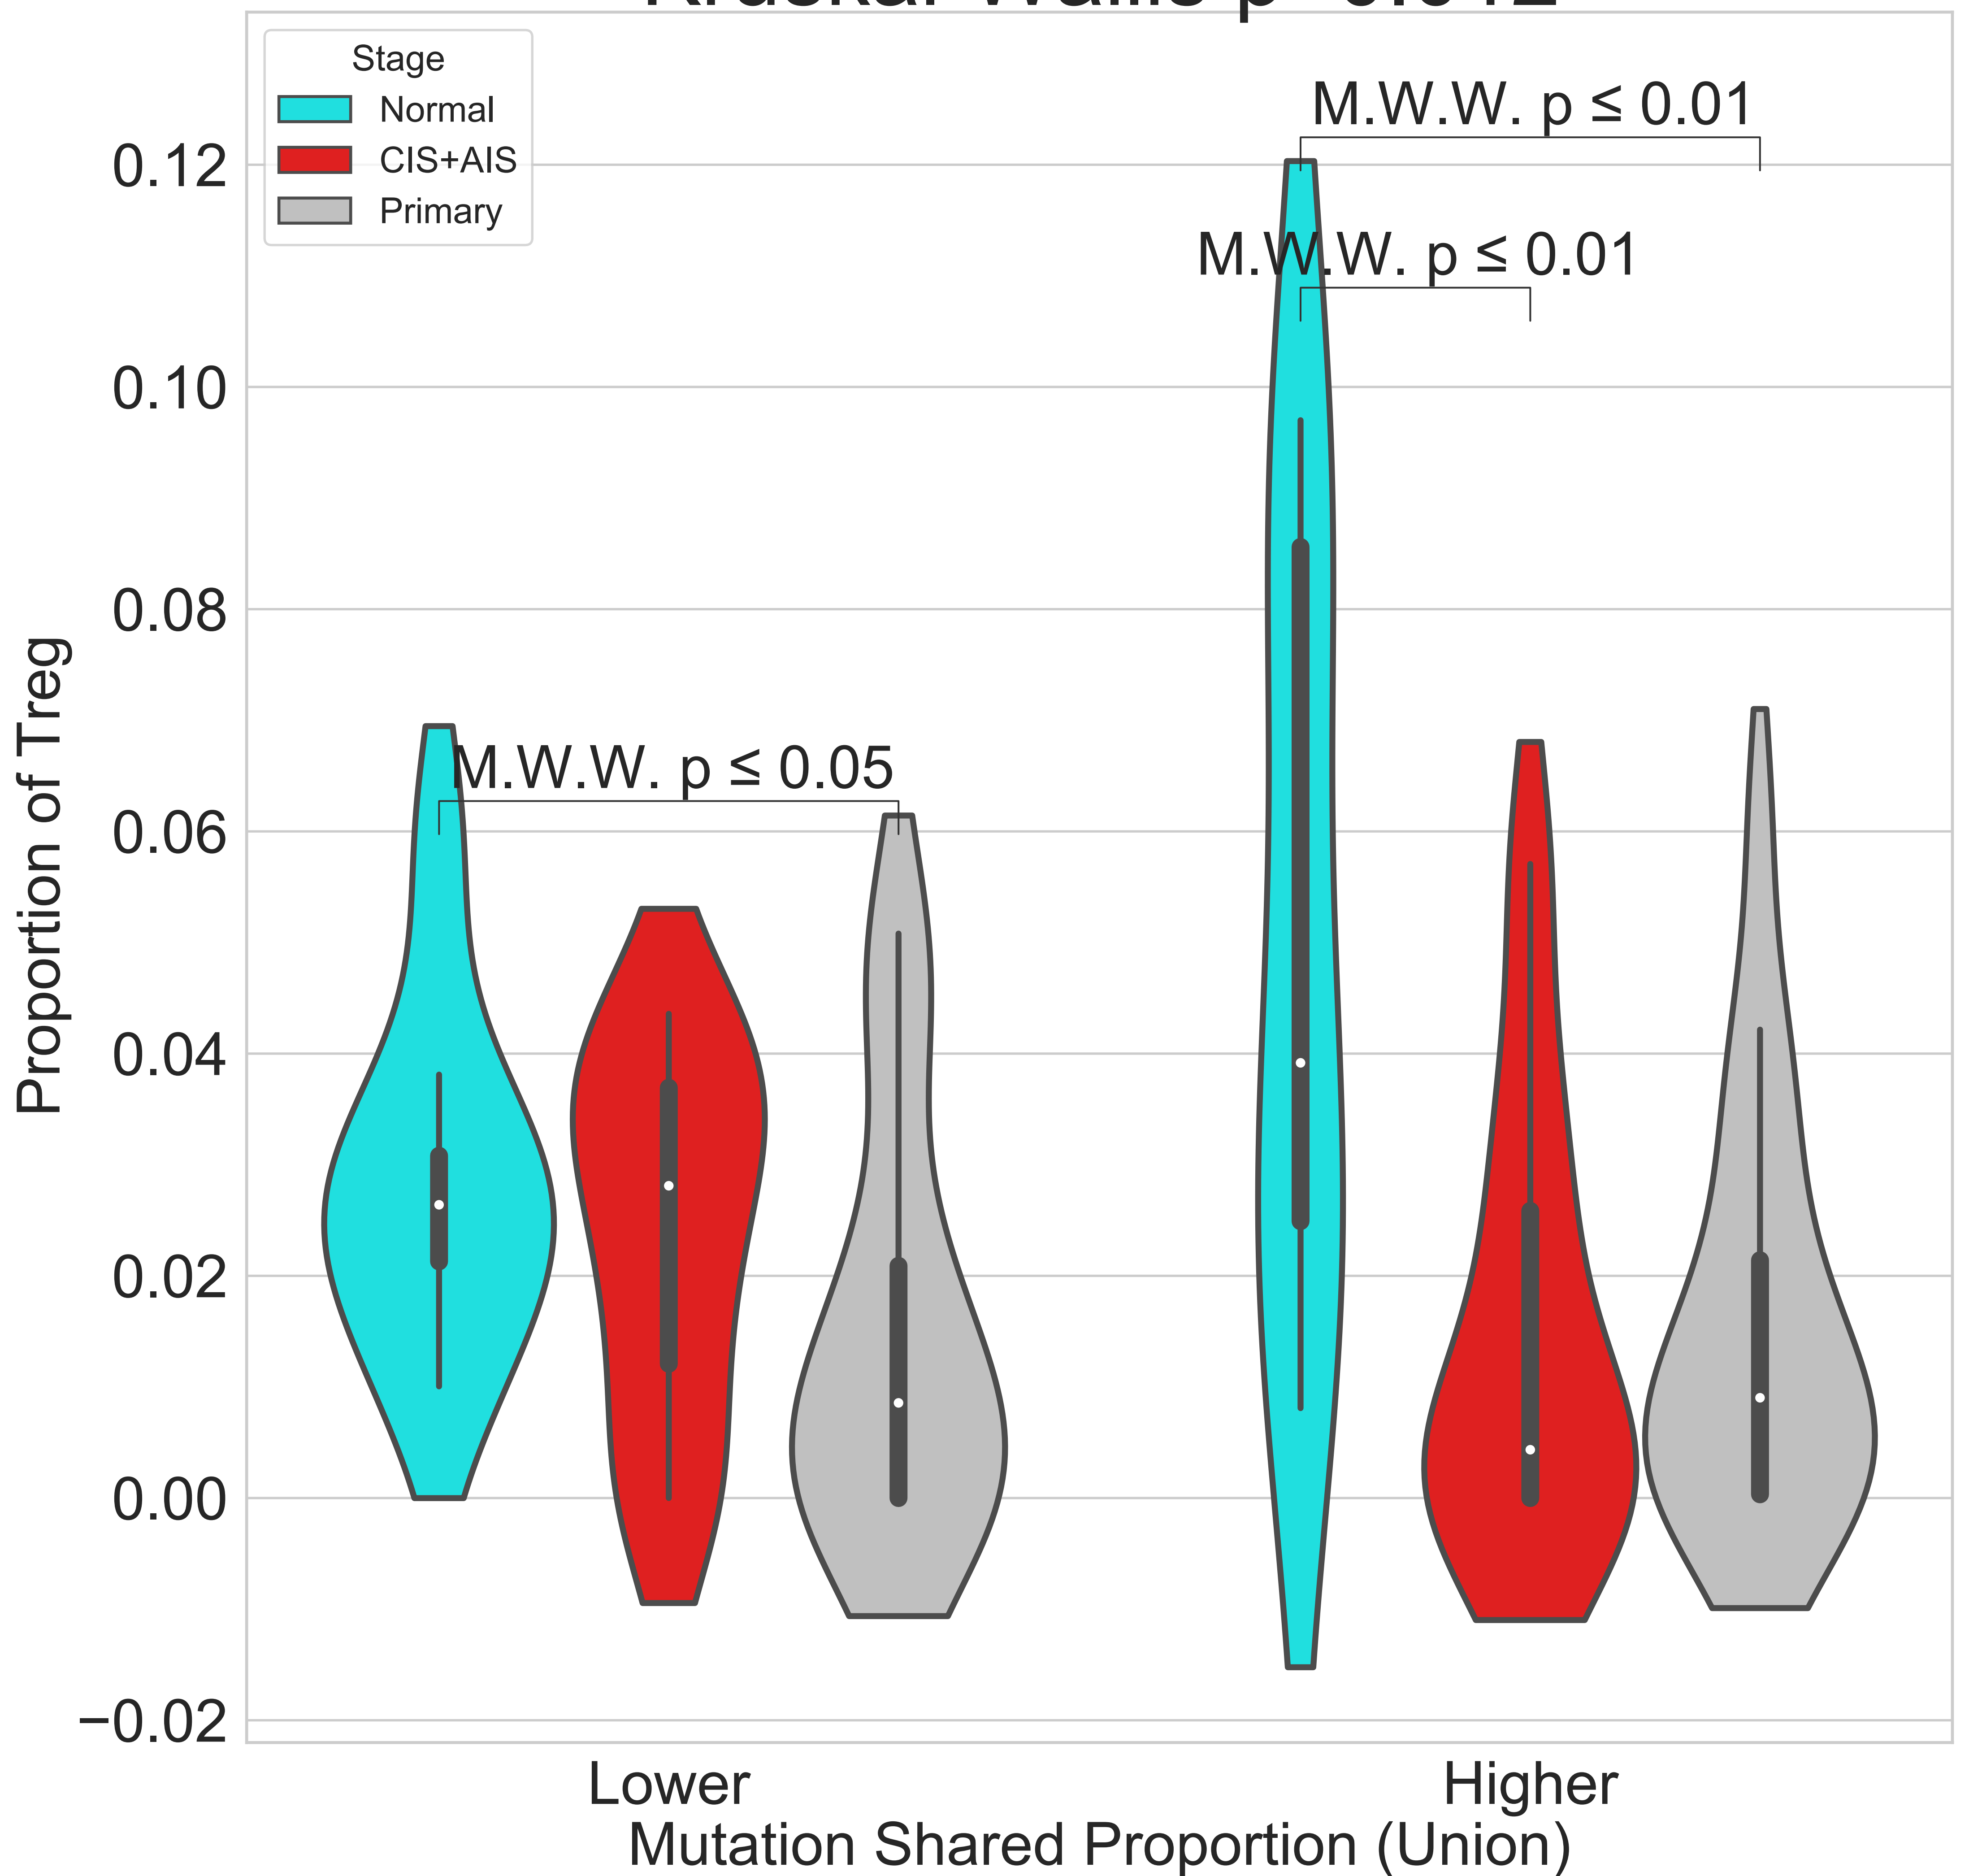 Stage
Normal
CIS+AIS
Primary
M.W.W. p ≤ 0.01
M.W.W. p ≤ 0.01
M.W.W. p ≤ 0.05
0.12
0.10
0.08
0.06
0.04
0.02
0.00
−0.02
Proportion of Treg
Lower
Higher
Mutation Shared Proportion (Union)